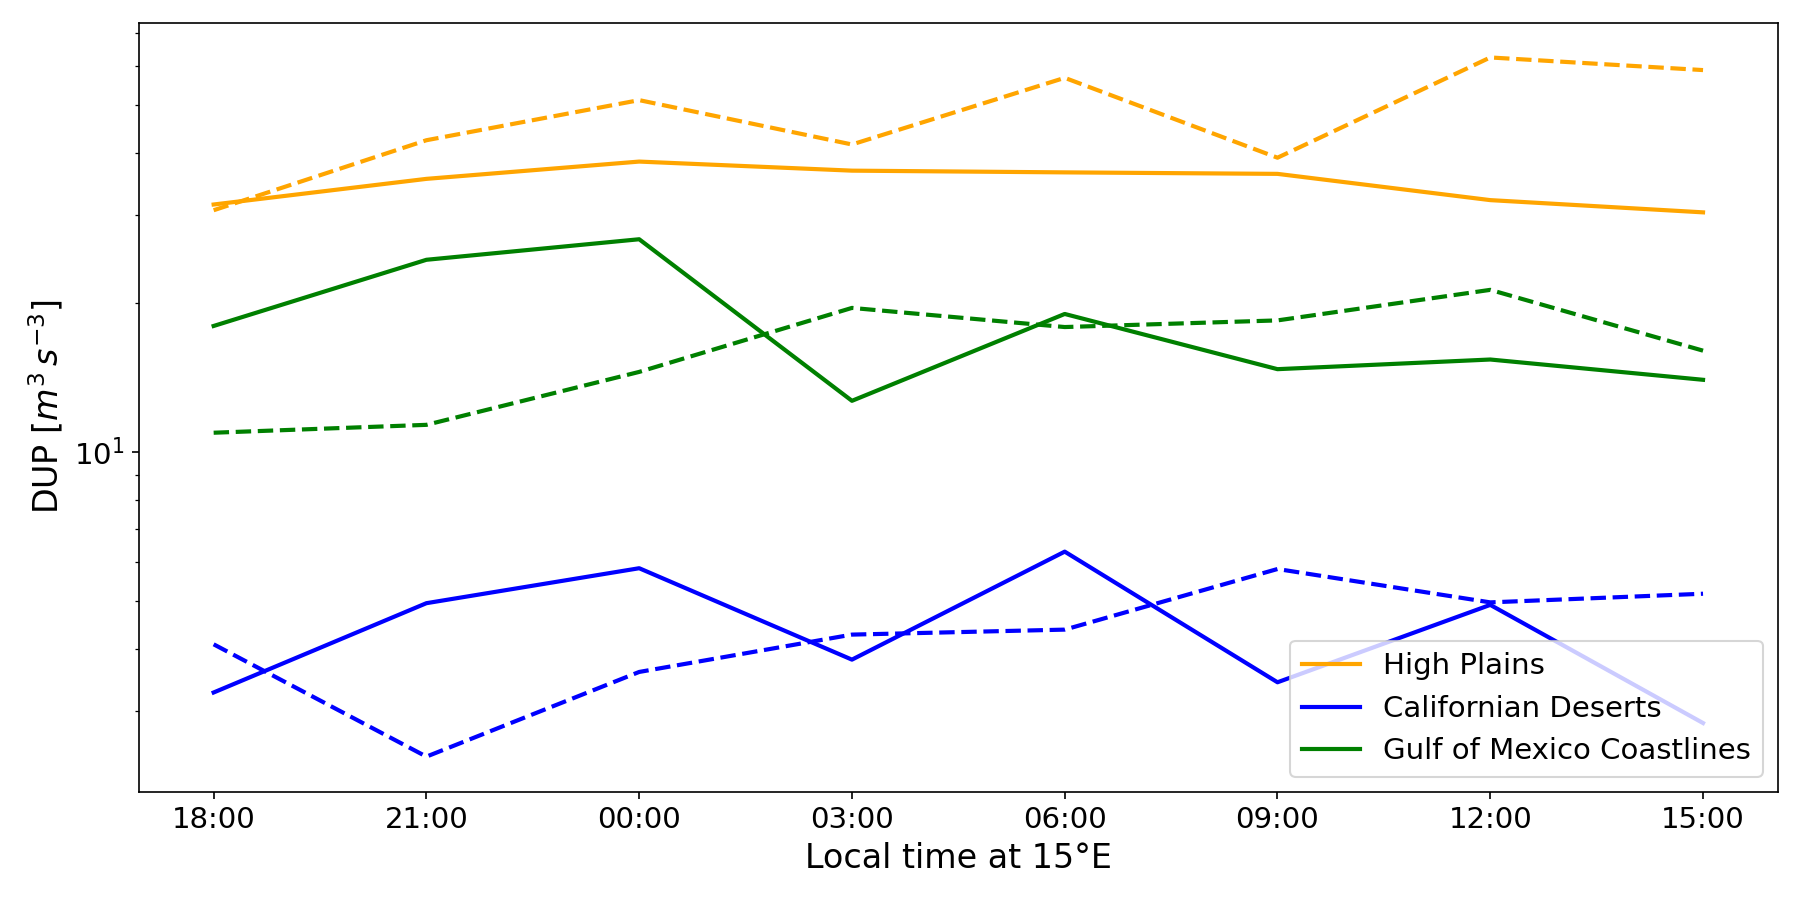 DUP [m³ s⁻³]
10¹
18:00 21:00 00:00 03:00 06:00 09:00 12:00 15:00
Local time at 15°E
High Plains
Californian Deserts
Gulf of Mexico Coastlines